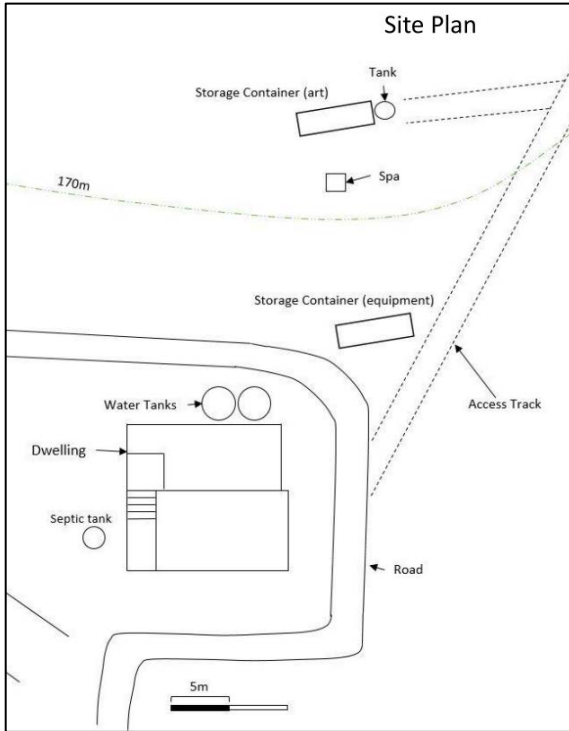 Site Plan
Tank
Storage Container (art)
Spa
170m
Storage Container (equipment)
Access Track
Water Tanks
Dwelling
Septic tank
Road
5m